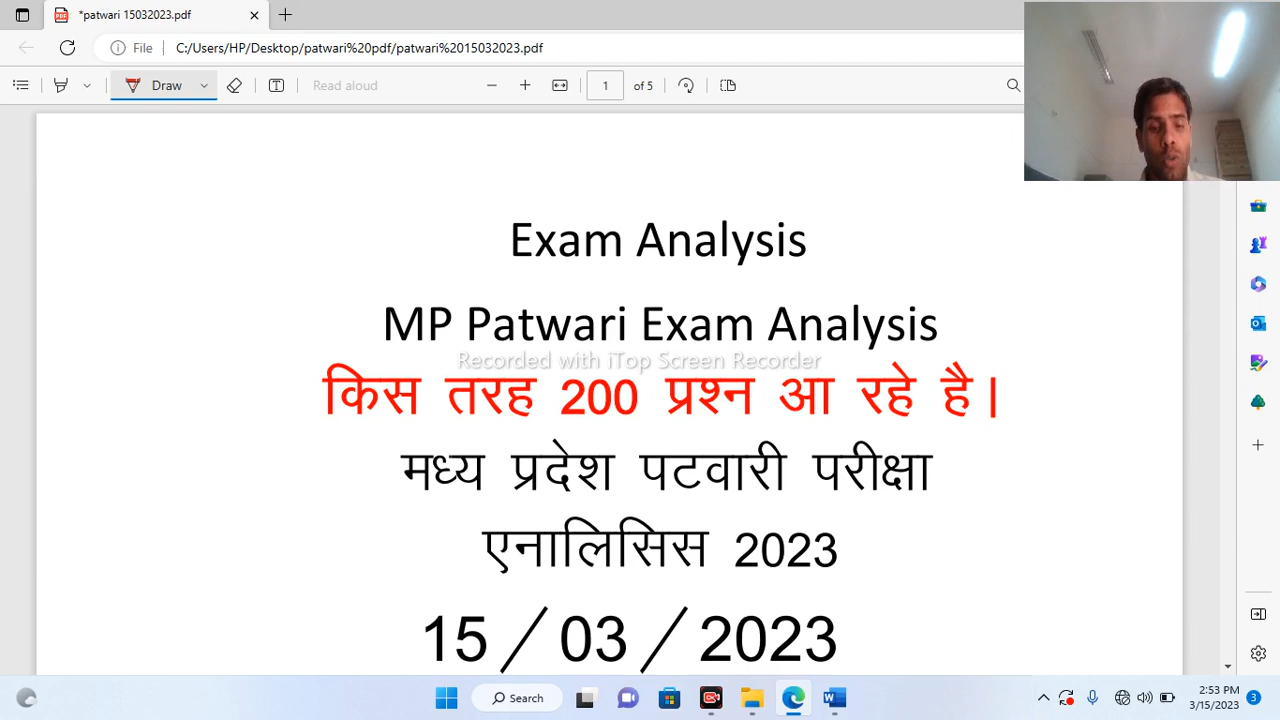 *patwari 15032023.pdf
File C:/Users/HP/Desktop/patwari%20pdf/patwari%2015032023.pdf
Draw Read aloud 1 of 5
Exam Analysis
MP Patwari Exam Analysis
Recorded with iTop Screen Recorder
किस तरह 200 प्रश्न आ रहे है।
मध्य प्रदेश पटवारी परीक्षा
एनालिसिस 2023
15/03/2023
Search
2:53 PM
3/15/2023
3